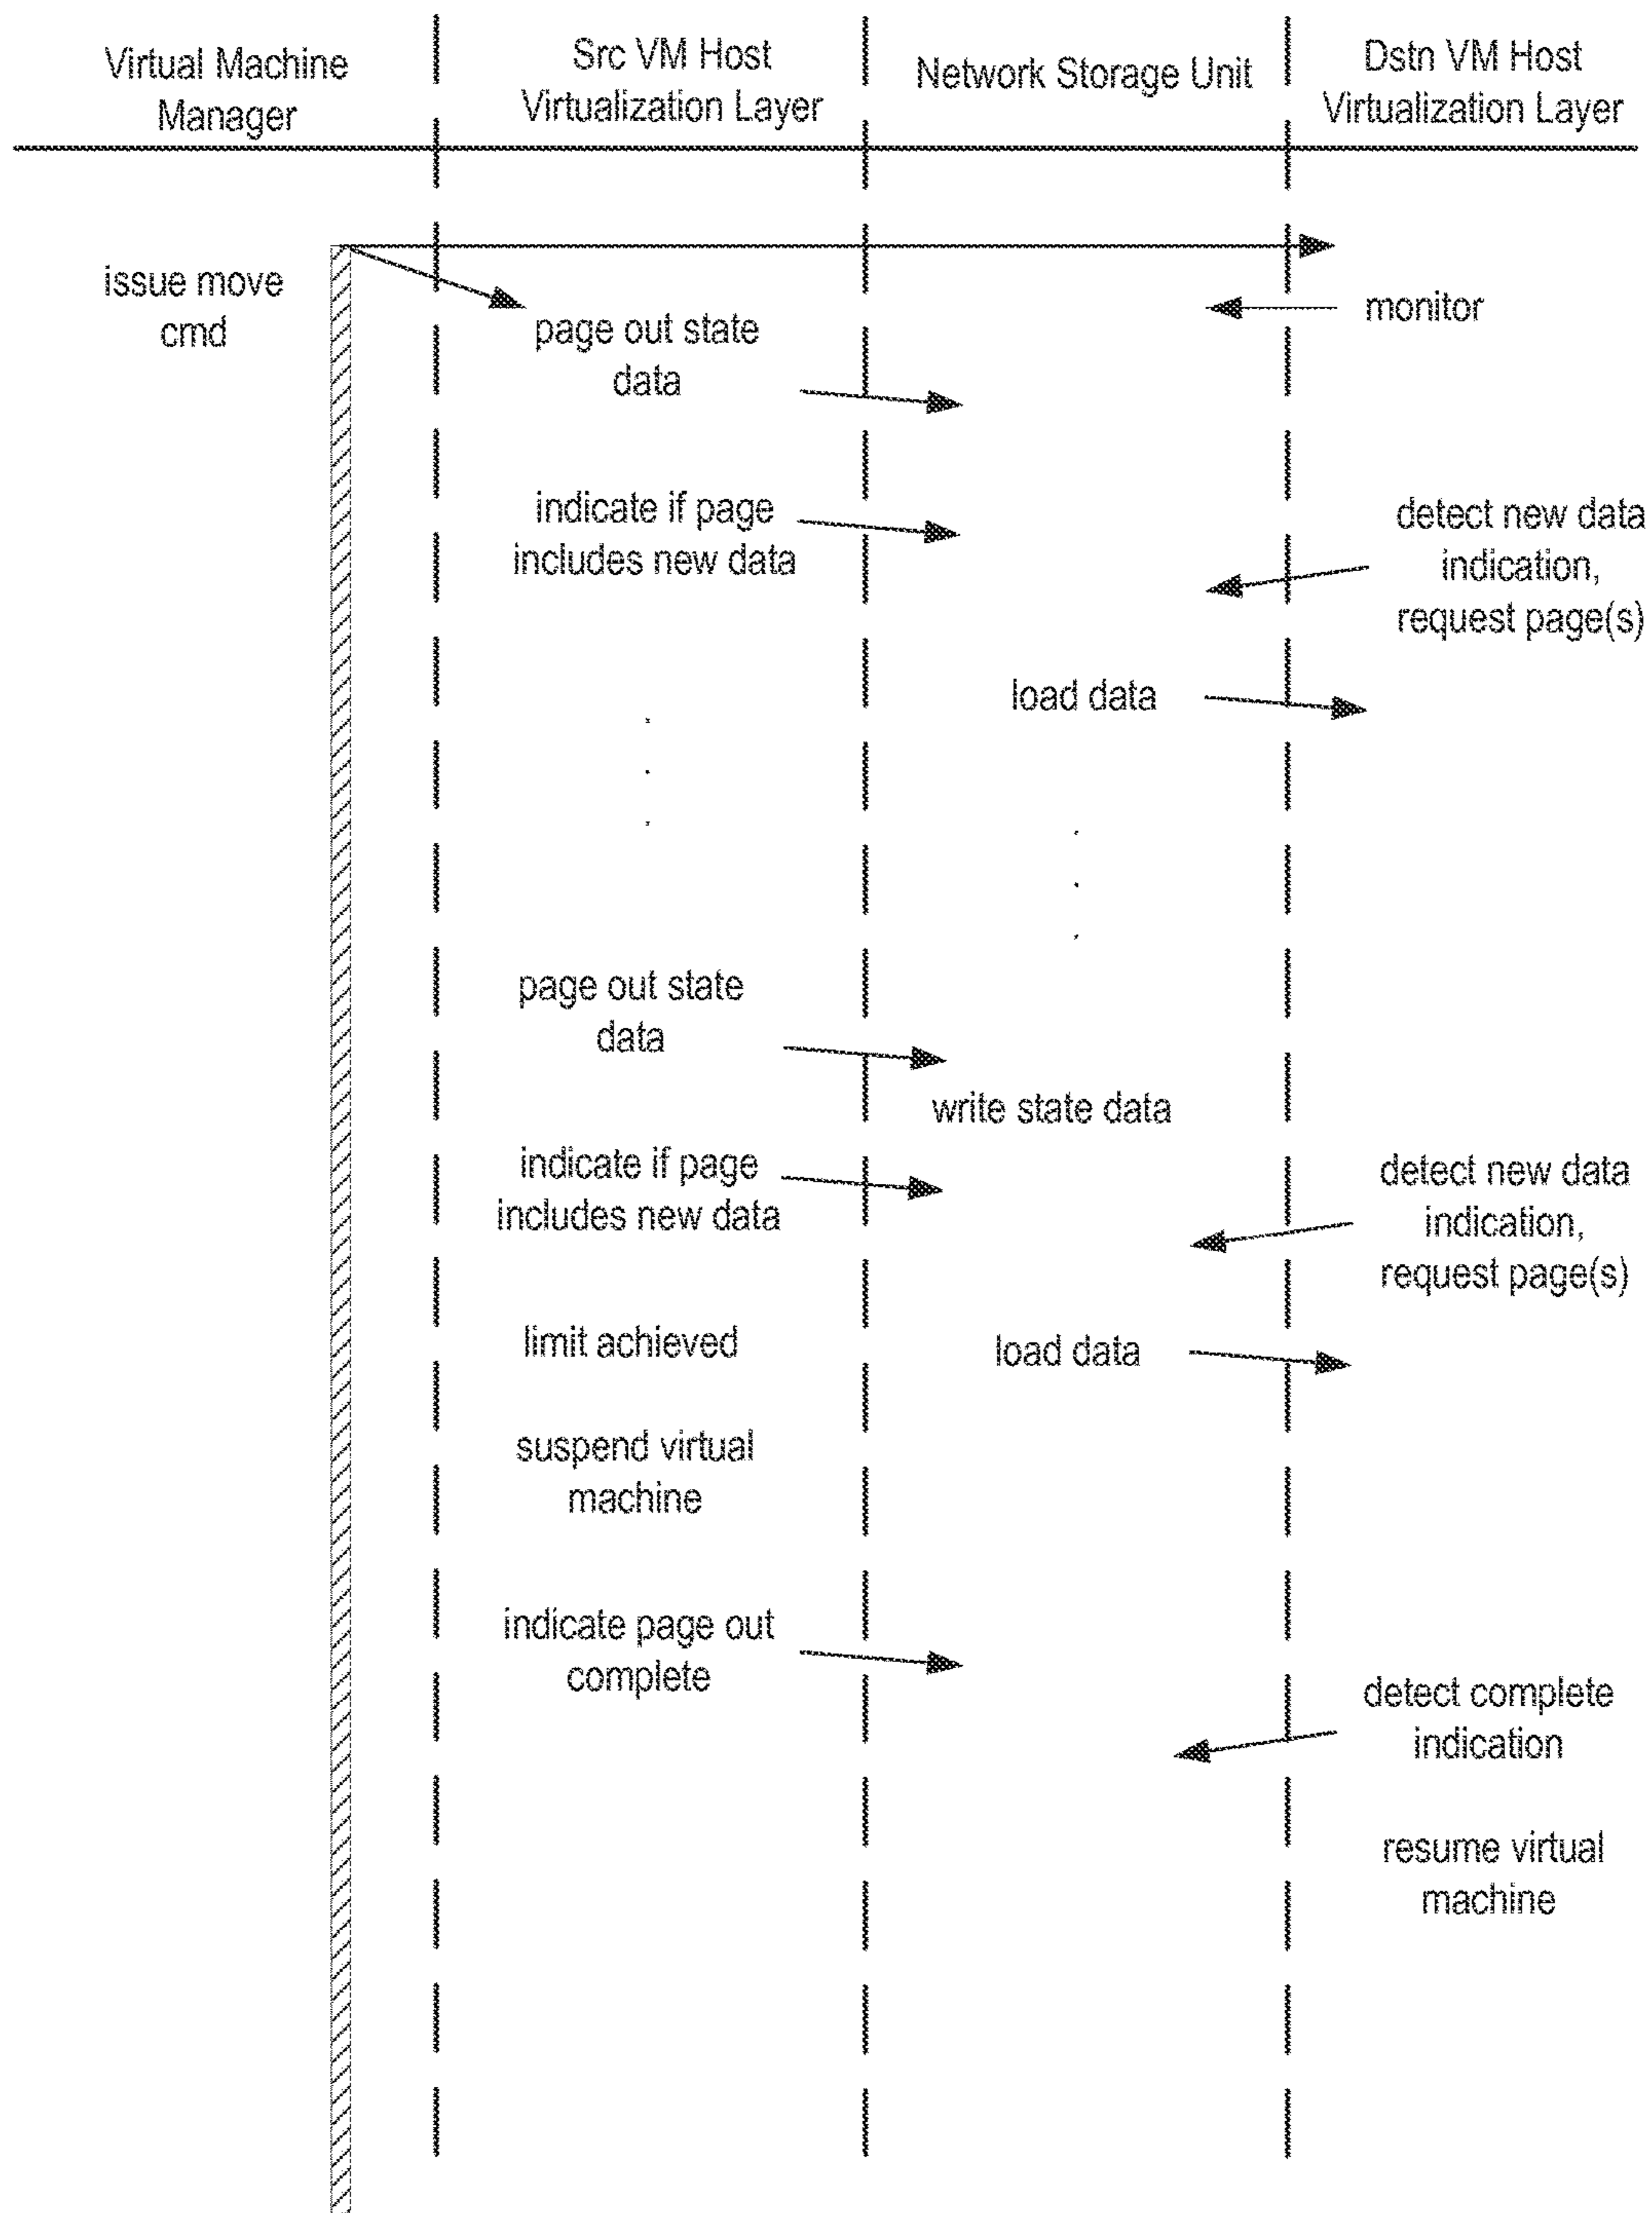 Virtual Machine
Manager
Src VM Host
Virtualization Layer
Network Storage Unit
Dstn VM Host
Virtualization Layer
issue move
cmd
monitor
page out state
data
indicate if page
includes new data
detect new data
indication,
request page(s)
load data
page out state
data
write state data
indicate if page
includes new data
detect new data
indication,
request page(s)
limit achieved
load data
suspend virtual
machine
indicate page out
complete
detect complete
indication
resume virtual
machine